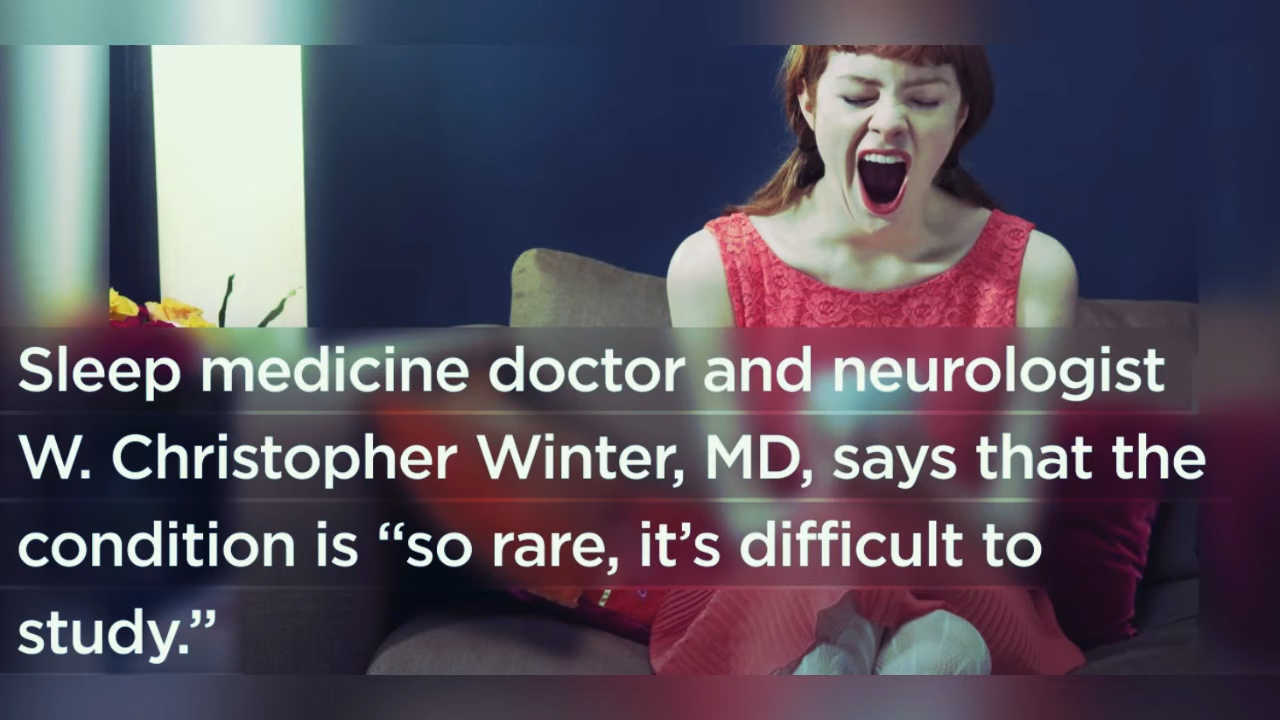 Sleep medicine doctor and neurologist
W. Christopher Winter, MD, says that the
condition is “so rare, it’s difficult to
study.”